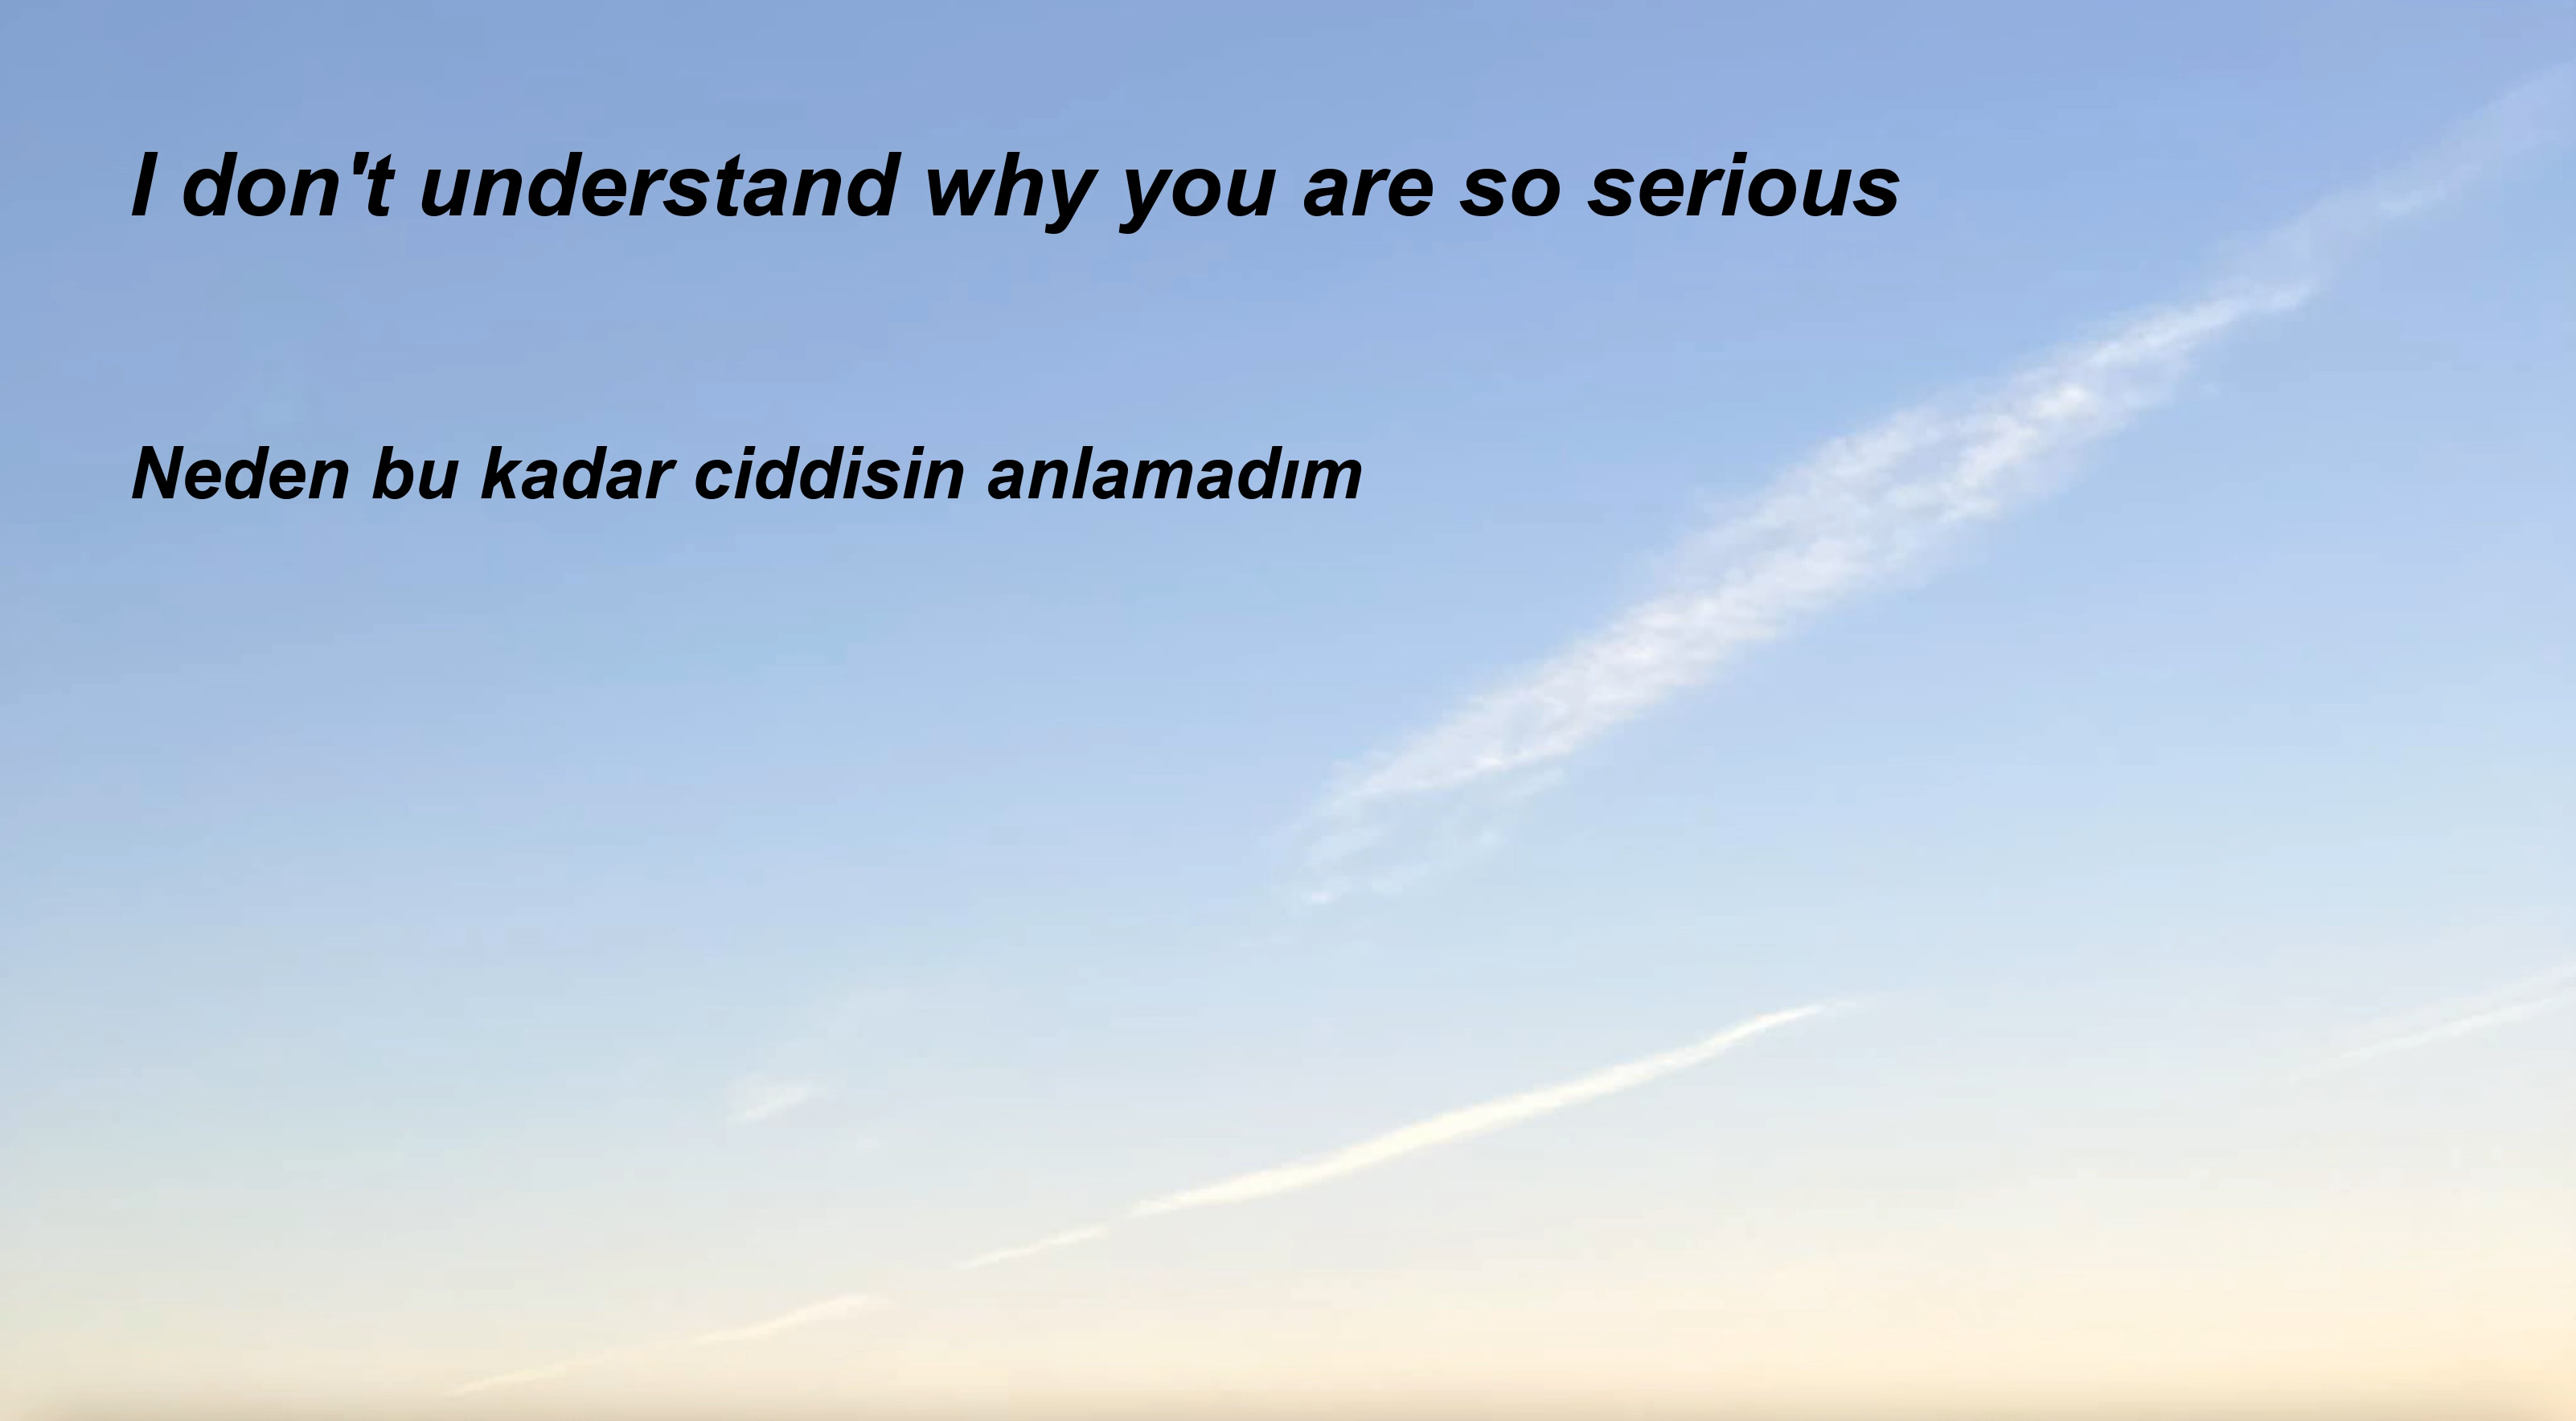 I don't understand why you are so serious
Neden bu kadar ciddisin anlamadım